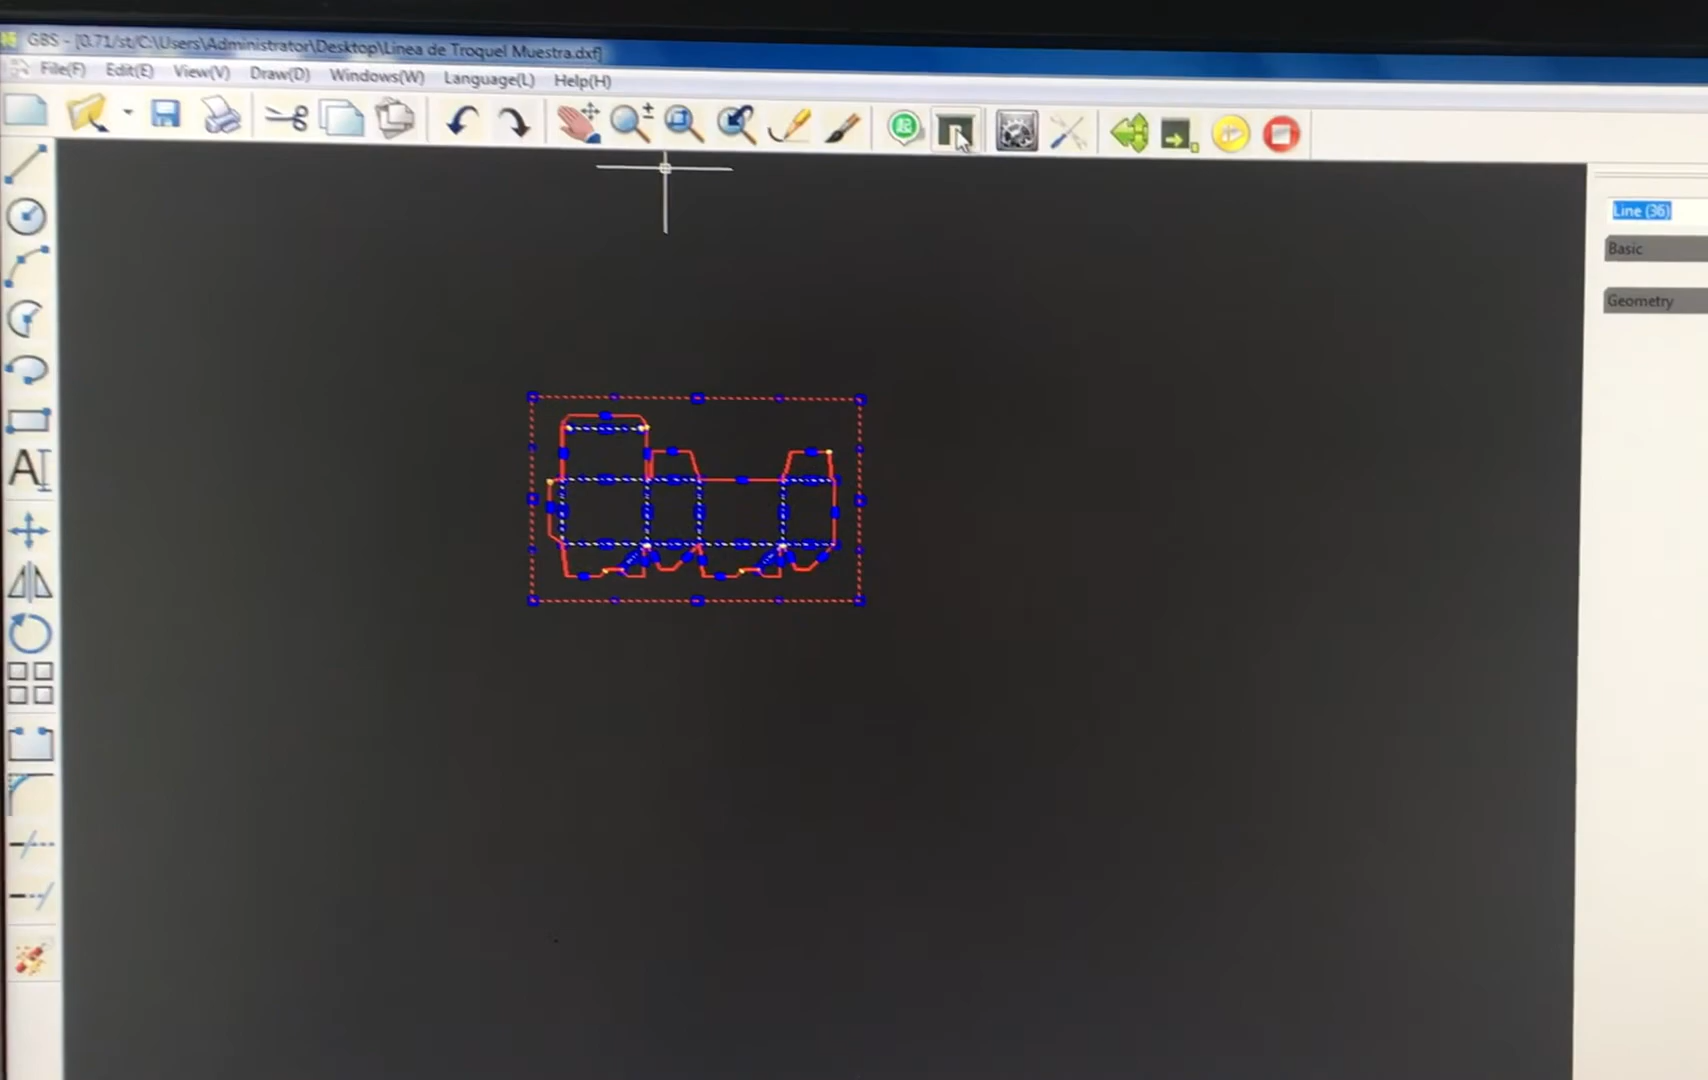 GBS - [0.71/st/C:\Users\Administrator\Desktop\Linea de Troquel Muestra.dxf]
File(F) Edit(E) View(V) Draw(D) Windows(W) Language(L) Help(H)
起
A
Line (36)
Basic
Geometry